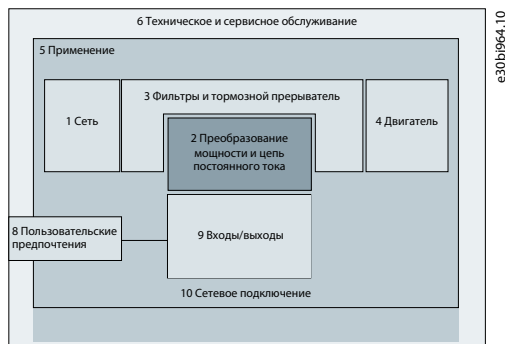 6 Техническое и сервисное обслуживание
5 Применение
3 Фильтры и тормозной прерыватель
1 Сеть
4 Двигатель
2 Преобразование
мощности и цепь
постоянного тока
8 Пользовательские
предпочтения
9 Входы/выходы
10 Сетевое подключение
e30bi964.10